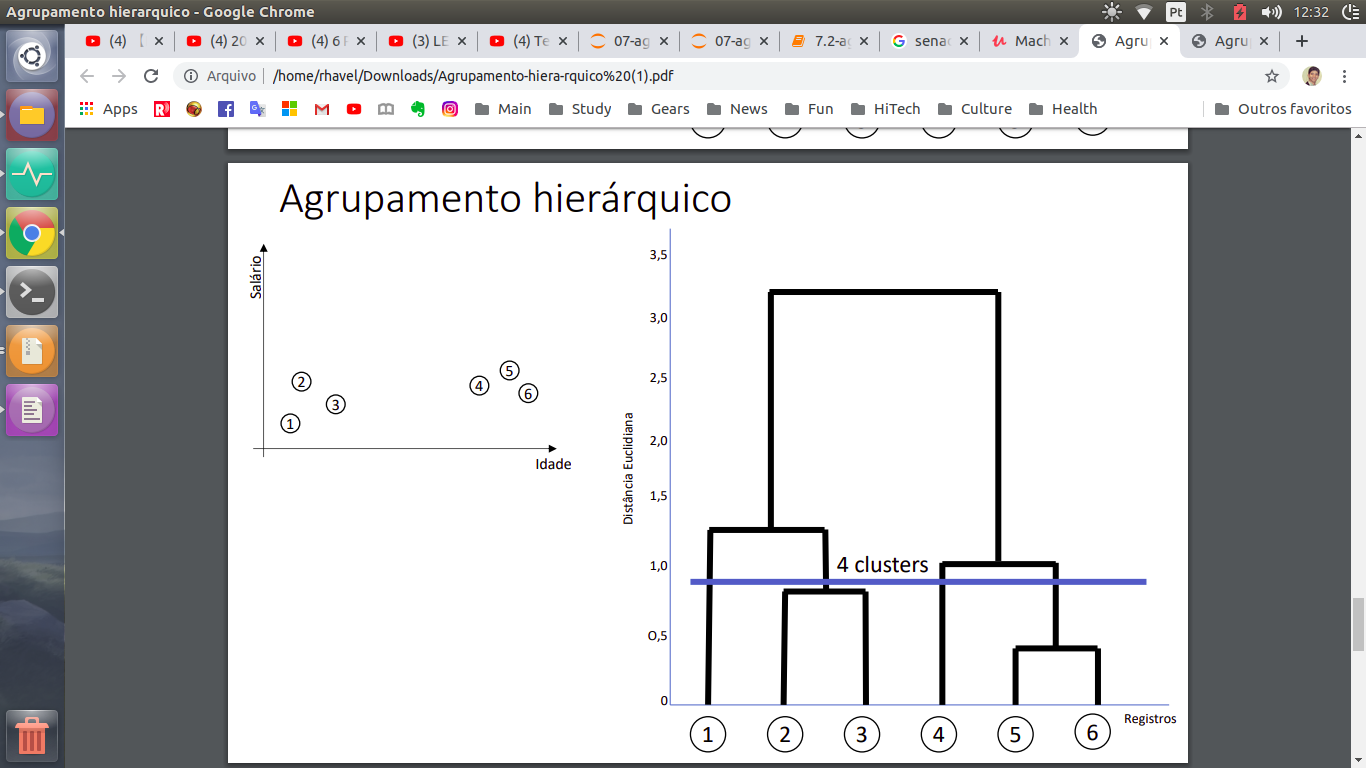 Agrupamento hierarquico - Google Chrome
Pt
12:32
(4)
(4) 20
(4) 6
(3) LE
(4) Te
07-ag
07-ag
7.2-ag
senac
Mach
Agru
Agru
Arquivo
/home/rhavel/Downloads/Agrupamento-hiera-rquico%20(1).pdf
Apps
Main
Study
Gears
News
Fun
HiTech
Culture
Health
Outros favoritos
Agrupamento hierárquico
Salário
2
3
1
4
5
6
Idade
Distância Euclidiana
3,5
3,0
2,5
2,0
1,5
1,0
O,5
0
4 clusters
1
2
3
4
5
6
Registros